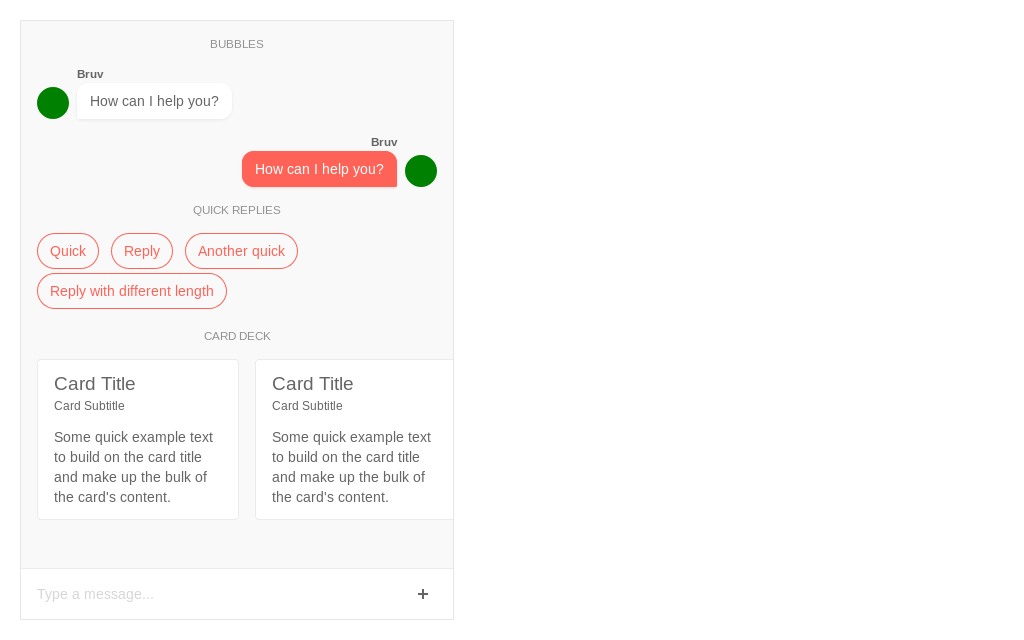 BUBBLES
Bruv
How can I help you?
Bruv
How can I help you?
QUICK REPLIES
Quick Reply Another quick
Reply with different length
CARD DECK
Card Title
Card Subtitle
Some quick example text
to build on the card title
and make up the bulk of
the card's content.
Card Title
Card Subtitle
Some quick example text
to build on the card title
and make up the bulk of
the card's content.
Type a message...